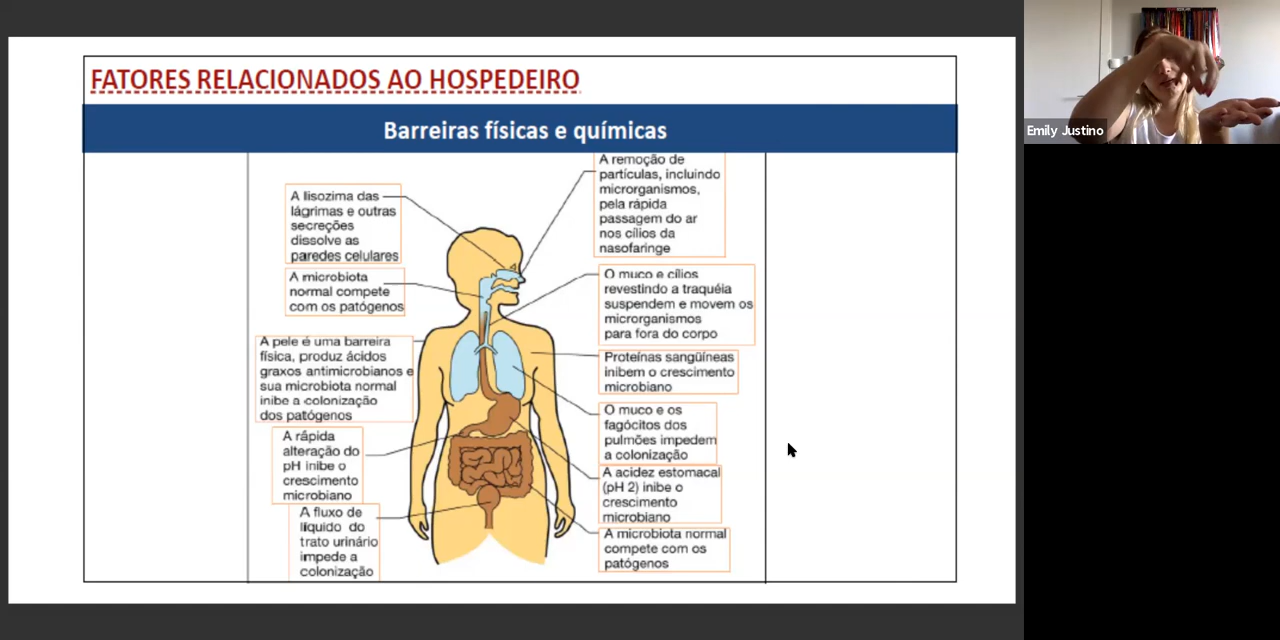 FATORES RELACIONADOS AO HOSPEDEIRO
Barreiras físicas e químicas
A lisozima das
lágrimas e outras
secreções
dissolve as
paredes celulares
A microbiota
normal compete
com os patógenos
A pele é uma barreira
física, produz ácidos
graxos antimicrobianos e
sua microbiota normal
inibe a colonização
dos patógenos
A rápida
alteração do
pH inibe o
crescimento
microbiano
A fluxo de
líquido do
trato urinário
impede a
colonização
A remoção de
partículas, incluindo
microrganismos,
pela rápida
passagem do ar
nos cílios da
nasofaringe
O muco e cílios
revestindo a traquéia
suspendem e movem os
microrganismos
para fora do corpo
Proteínas sangüíneas
inibem o crescimento
microbiano
O muco e os
fagócitos dos
pulmões impedem
a colonização
A acidez estomacal
(pH 2) inibe o
crescimento
microbiano
A microbiota normal
compete com os
patógenos
Emily Justino